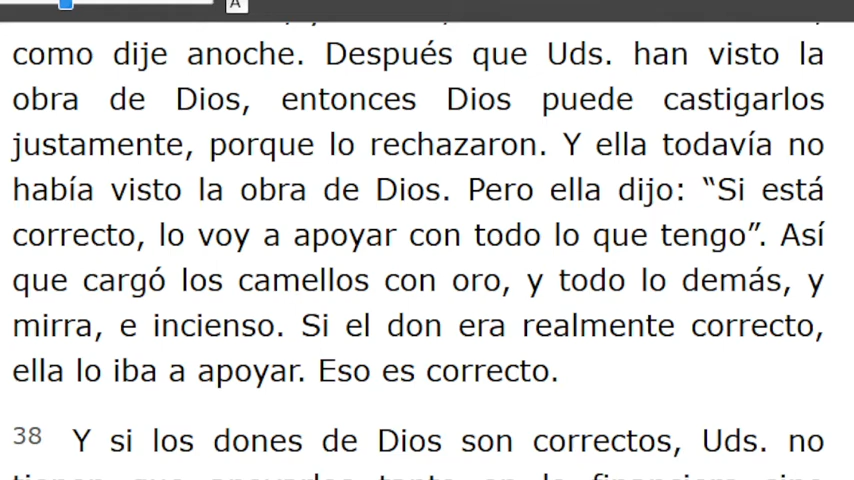 A
como dije anoche. Después que Uds. han visto la
obra de Dios, entonces Dios puede castigarlos
justamente, porque lo rechazaron. Y ella todavía no
había visto la obra de Dios. Pero ella dijo: “Si está
correcto, lo voy a apoyar con todo lo que tengo”. Así
que cargó los camellos con oro, y todo lo demás, y
mirra, e incienso. Si el don era realmente correcto,
ella lo iba a apoyar. Eso es correcto.
38 Y si los dones de Dios son correctos, Uds. no